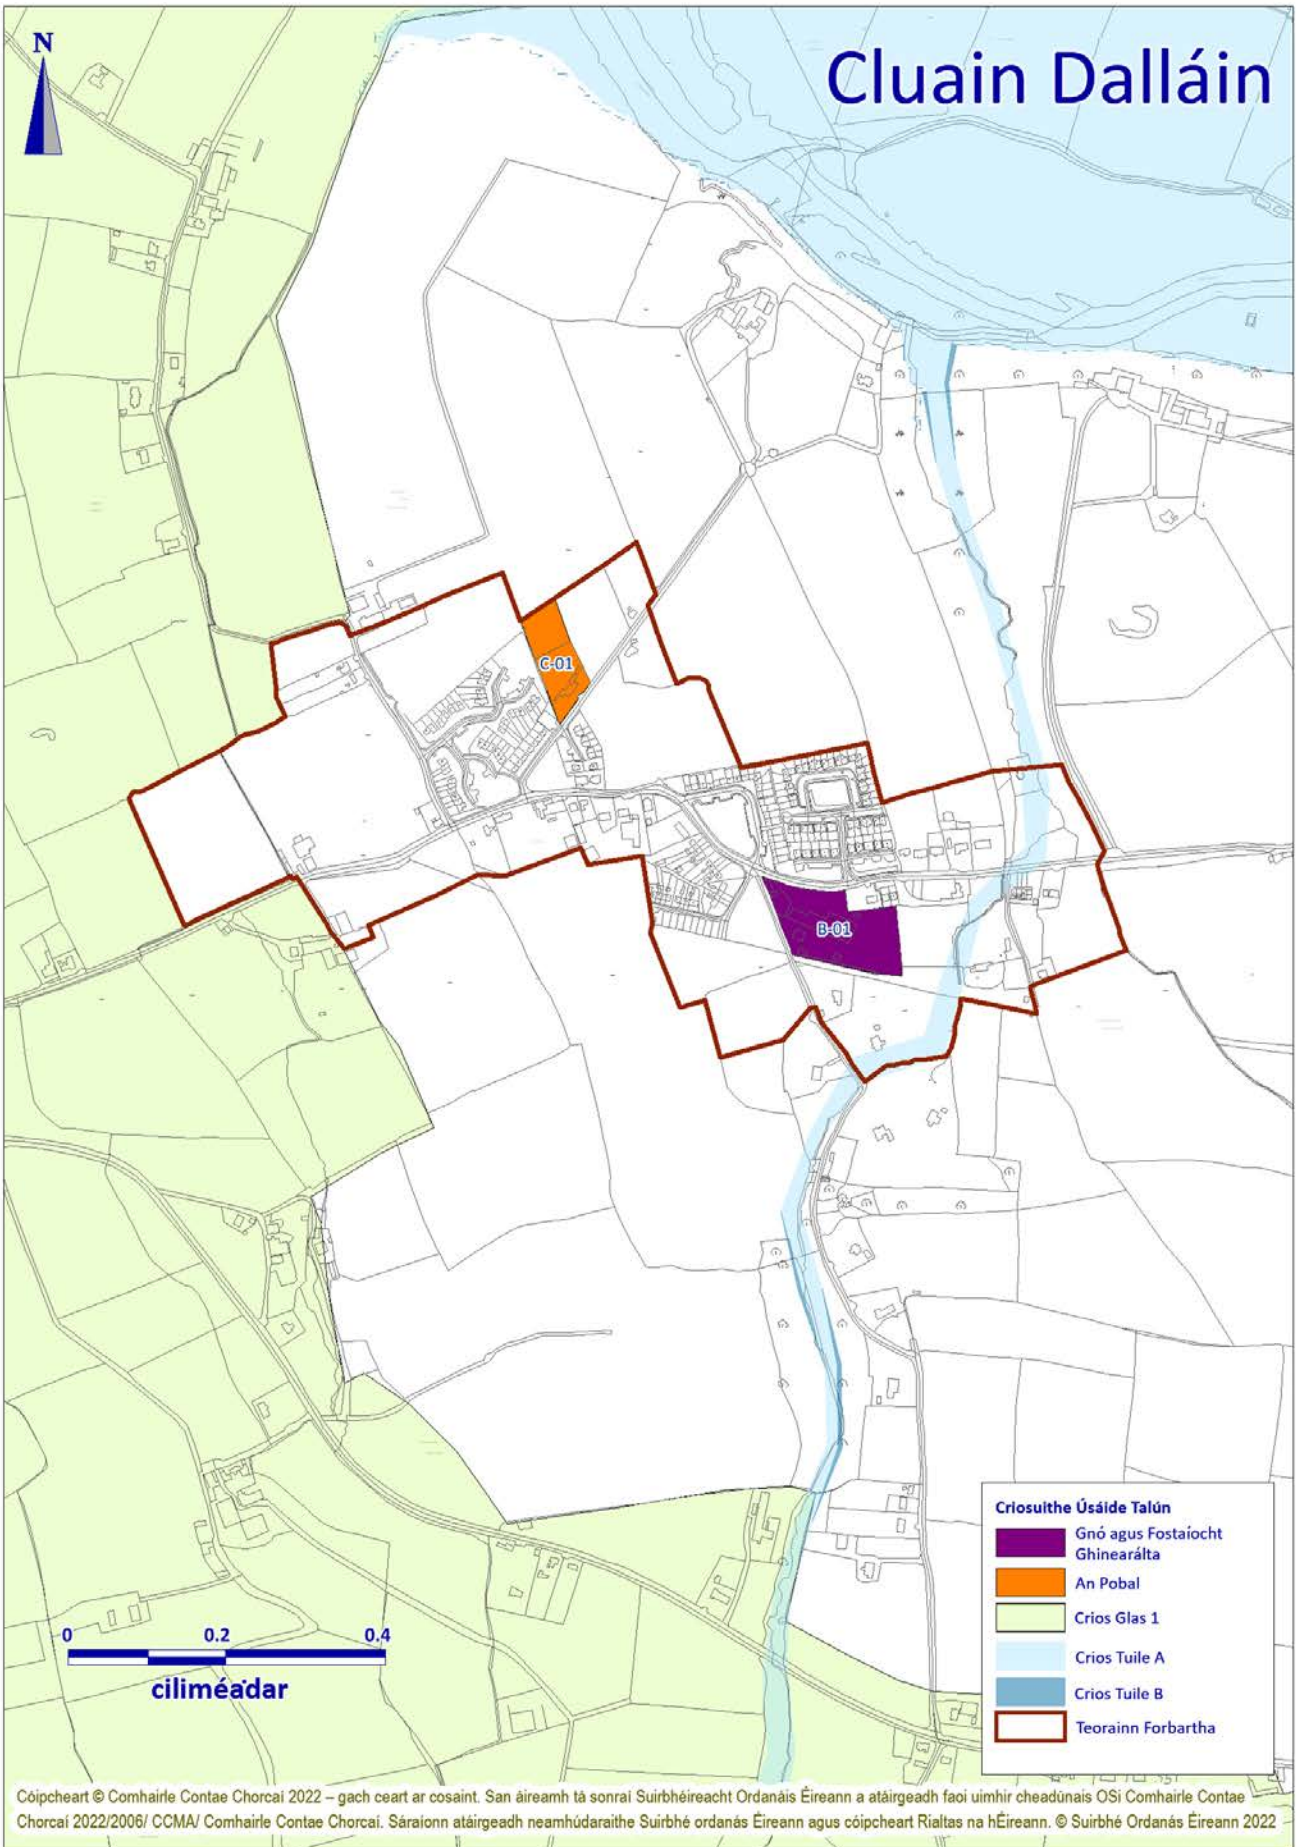 N
Cluain Dalláin
C-01
B-01
Criosuithe Úsáide Talún
Gnó agus Fostaíocht
Ghinearálta
An Pobal
Crios Glas 1
Crios Tuile A
Crios Tuile B
Teorainn Forbartha
0 0.2 0.4
ciliméadar
Cóipcheart © Comhairle Contae Chorcaí 2022 – gach ceart ar cosaint. San áireamh tá sonraí Suirbhéireacht Ordanáis Éireann a atáirgeadh faoi uimhir cheadúnais OSi Comhairle Contae
Chorcaí 2022/2006/ CCMA/ Comhairle Contae Chorcaí. Sáraíonn atáirgeadh neamhúdaraithe Suirbhé ordanás Éireann agus cóipcheart Rialtas na hÉireann. © Suirbhé Ordanás Éireann 2022